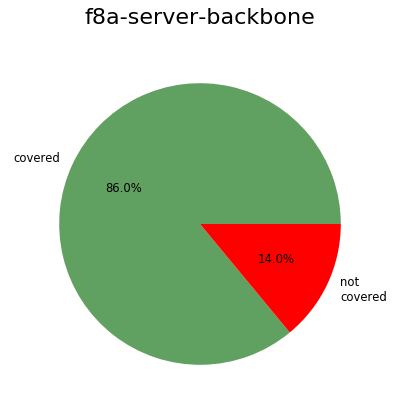 f8a-server-backbone
covered
86.0%
14.0%
not
covered